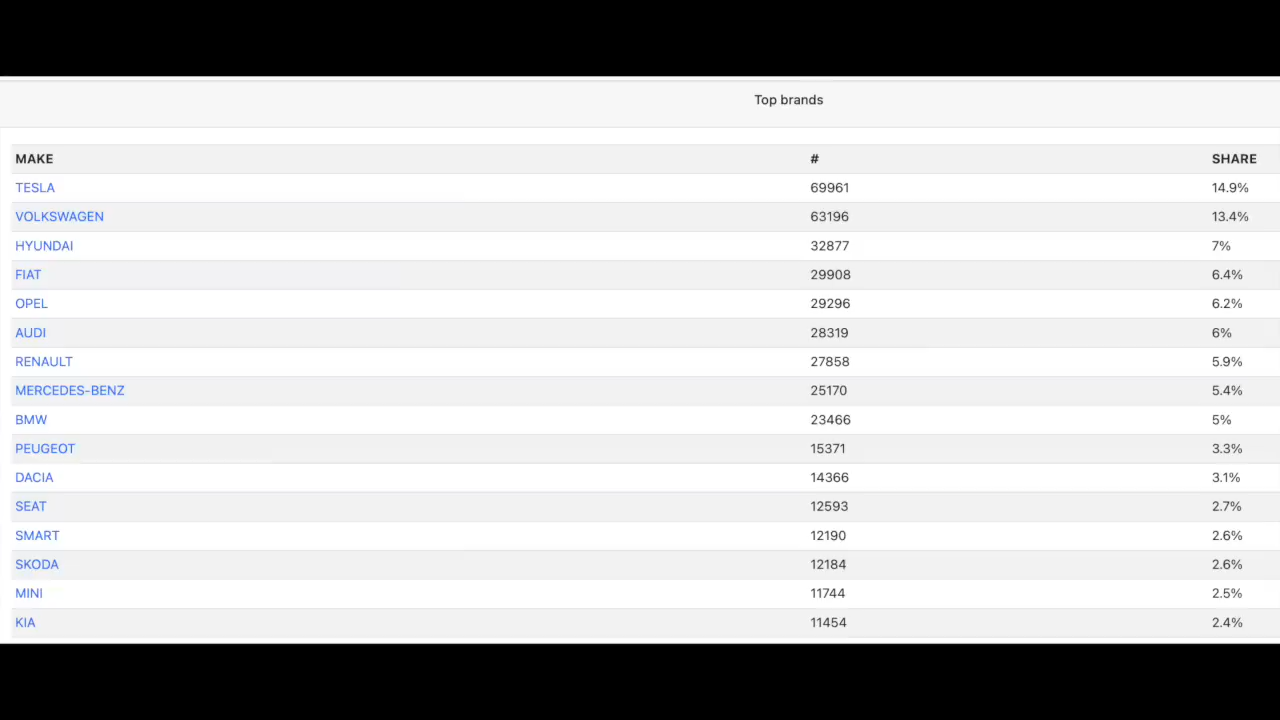 Top brands
MAKE # SHARE
TESLA 69961 14.9%
VOLKSWAGEN 63196 13.4%
HYUNDAI 32877 7%
FIAT 29908 6.4%
OPEL 29296 6.2%
AUDI 28319 6%
RENAULT 27858 5.9%
MERCEDES-BENZ 25170 5.4%
BMW 23466 5%
PEUGEOT 15371 3.3%
DACIA 14366 3.1%
SEAT 12593 2.7%
SMART 12190 2.6%
SKODA 12184 2.6%
MINI 11744 2.5%
KIA 11454 2.4%